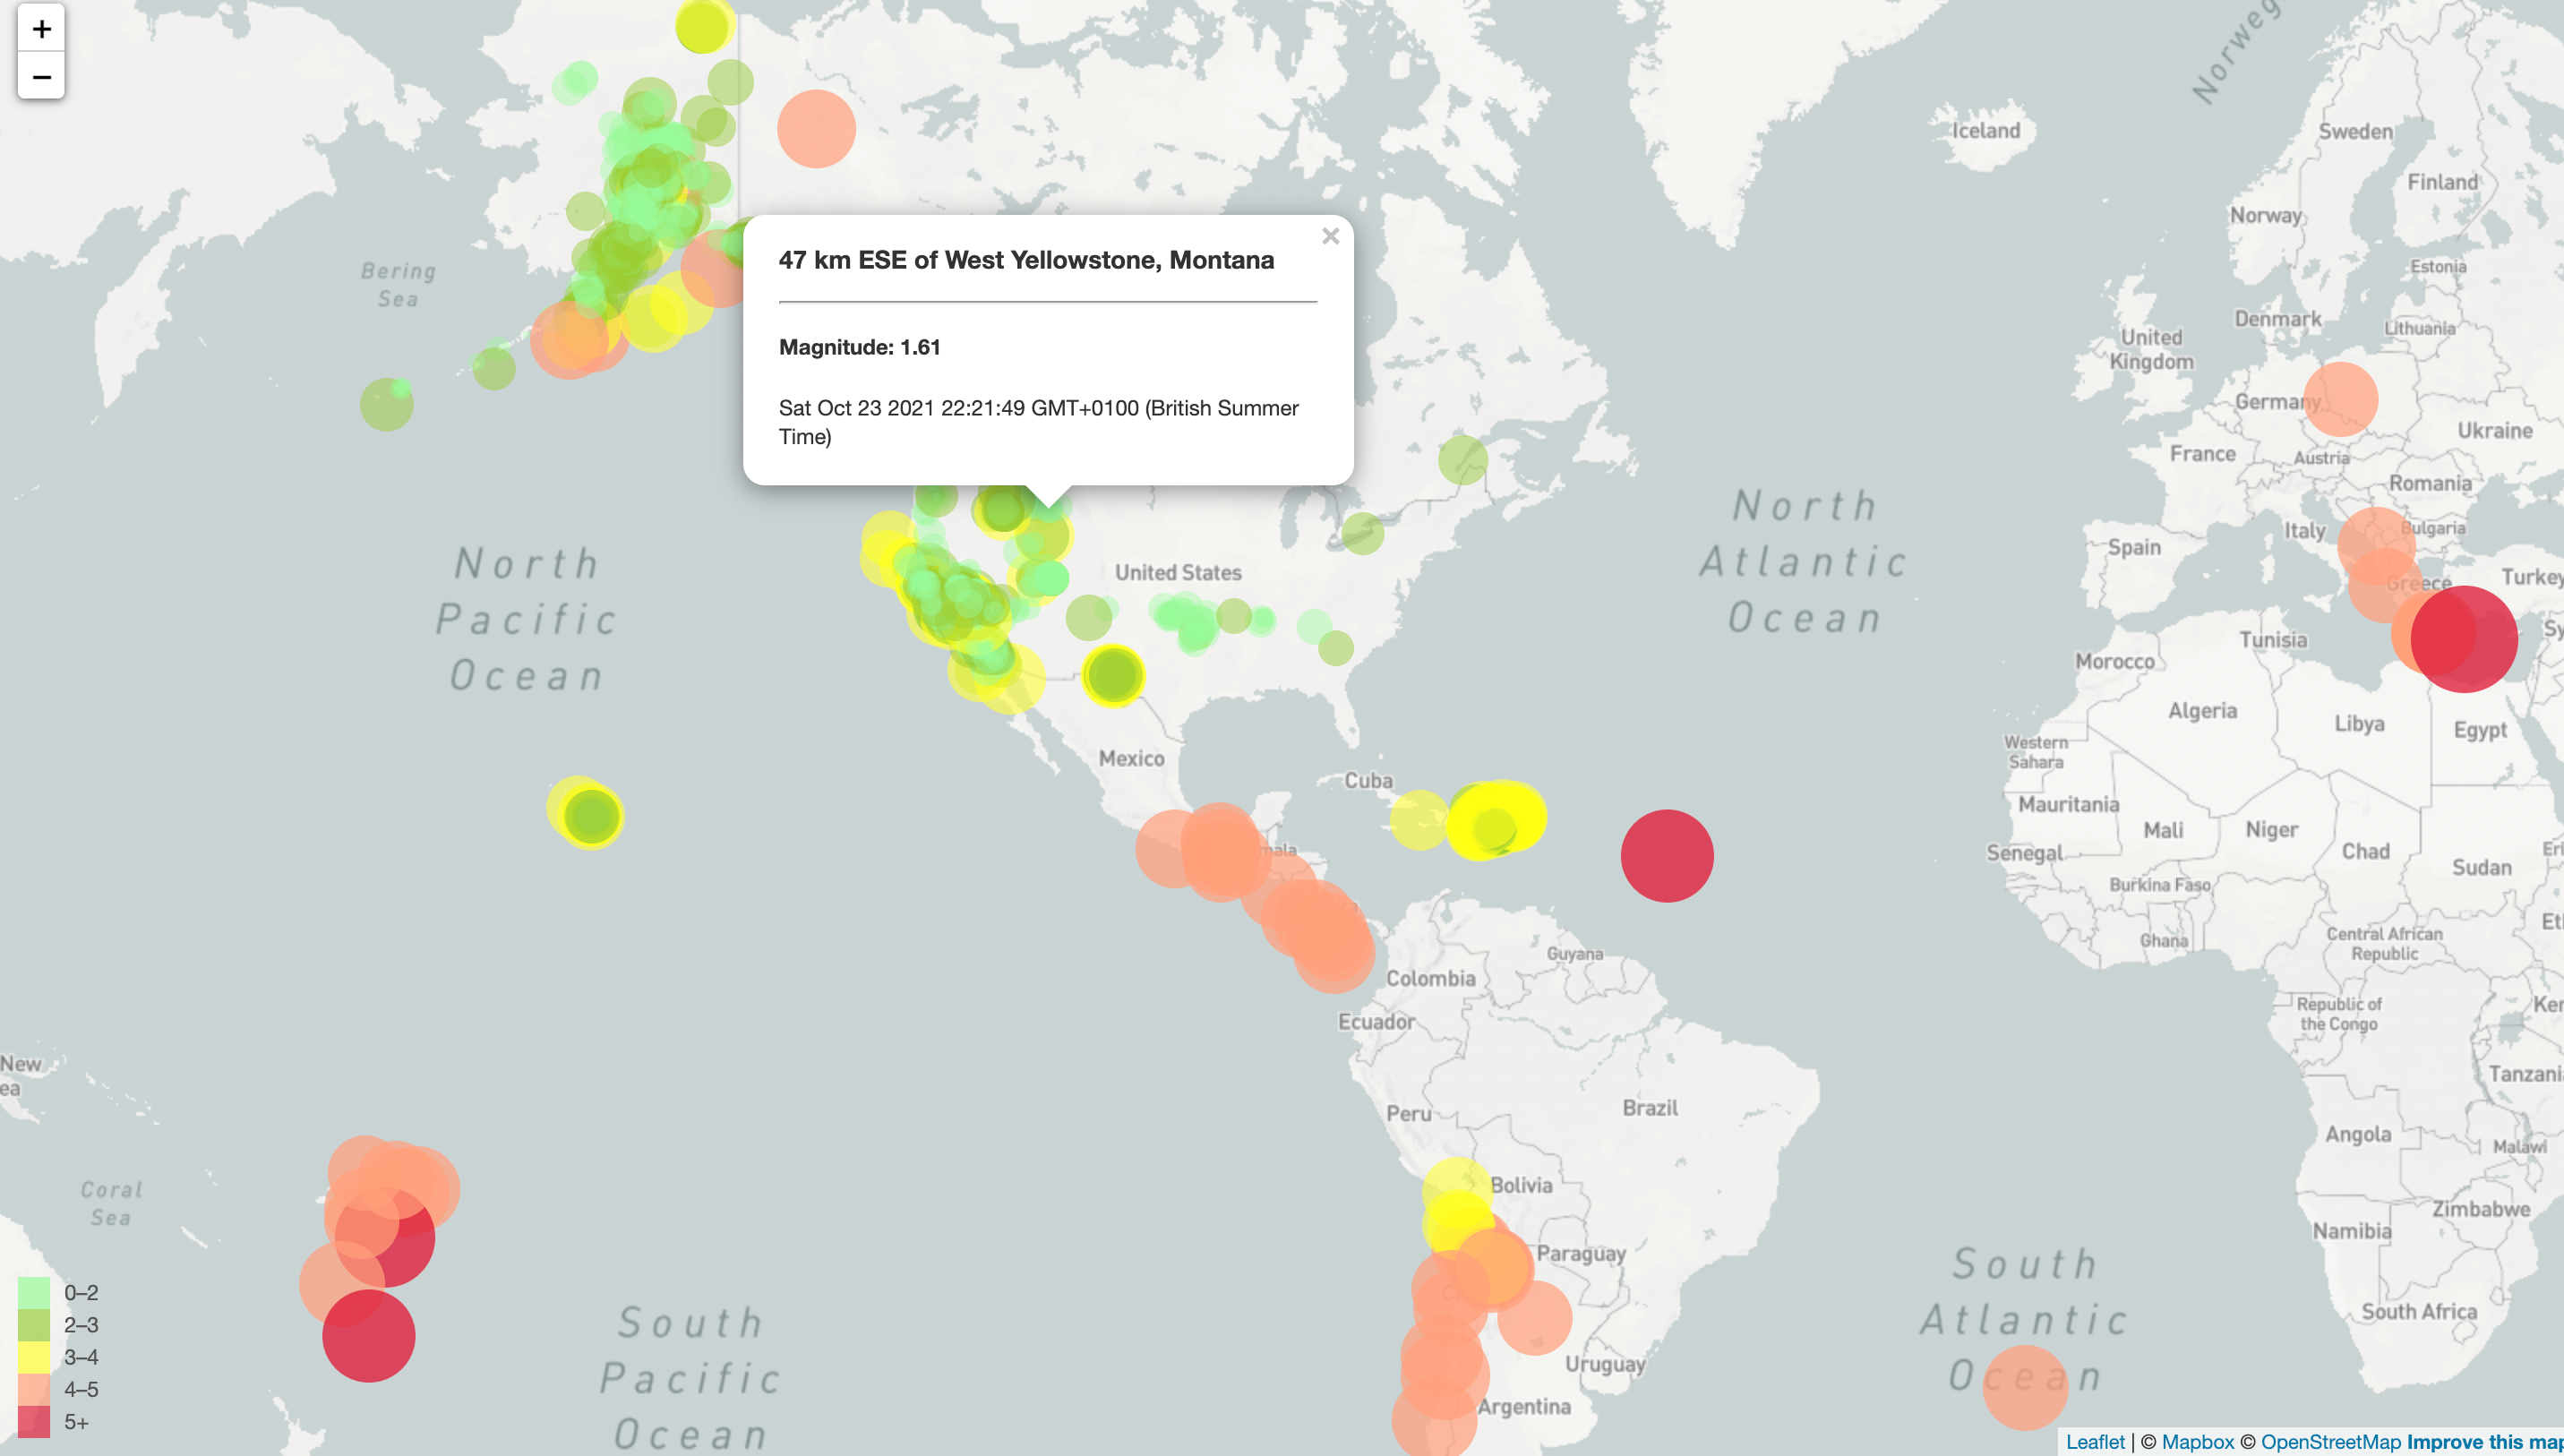 +
−
Norweg
Iceland
Sweden
Finland
Norway
47 km ESE of West Yellowstone, Montana
×
Magnitude: 1.61
Sat Oct 23 2021 22:21:49 GMT+0100 (British Summer
Time)
Bering
Sea
Estonia
Denmark
Lithuania
United
Kingdom
Germany
Ukraine
France
Austria
Romania
North
Atlantic
Ocean
Italy
Bulgaria
Spain
Greece
Turkey
North
Pacific
Ocean
United States
Tunisia
Sy
Morocco
Algeria
Libya
Egypt
Western
Sahara
Mexico
Cuba
Mauritania
Mali
Niger
Chad
Sudan
Eri
mala
Senegal
Burkina Faso
Ghana
Central African
Republic
Guyana
Colombia
Ecuador
Republic of
the Congo
New
ea
Tanzani
Peru
Brazil
Angola
Malawi
Coral
Sea
Bolivia
Zimbabwe
Namibia
Paraguay
South
Atlantic
Ocean
South Africa
Uruguay
Argentina
South
Pacific
Ocean
0–2
2–3
3–4
4–5
5+
Leaflet | © Mapbox © OpenStreetMap Improve this map